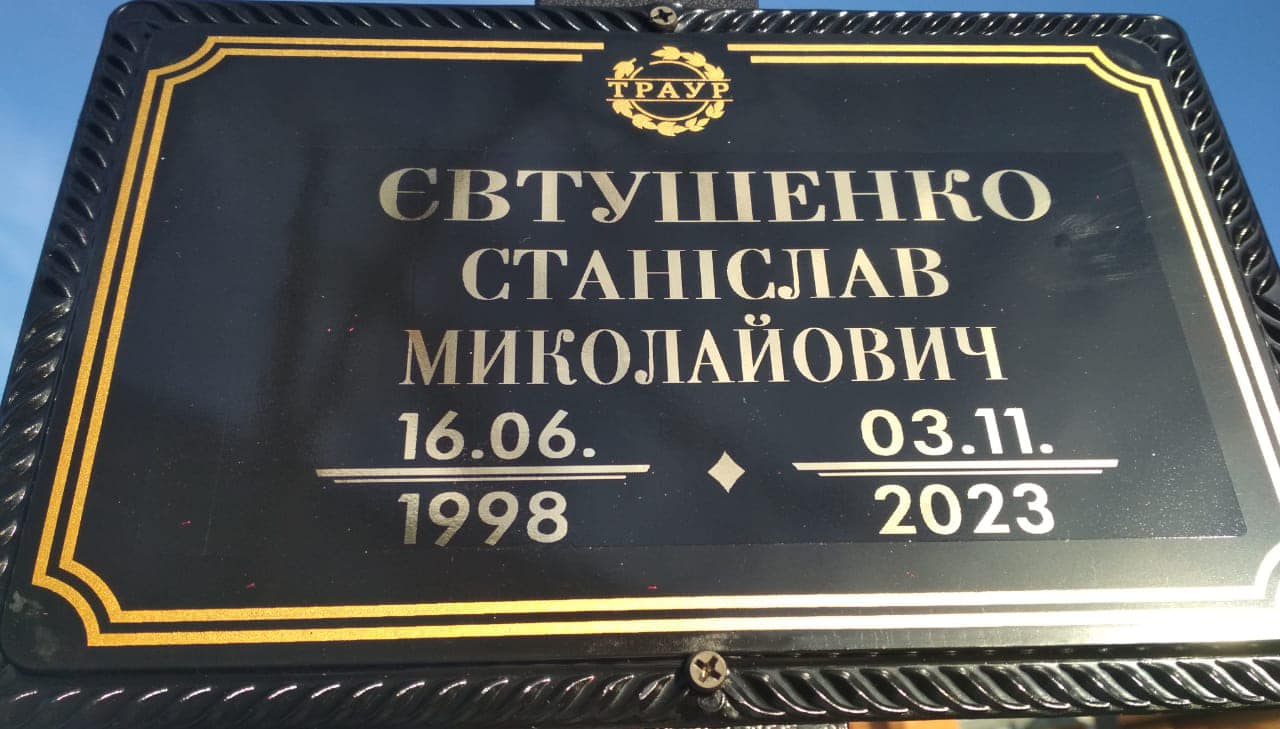 ТРАУР
ЄВТУШЕНКО
СТАНІСЛАВ
МИКОЛАЙОВИЧ
16.06. 03.11.
1998 2023